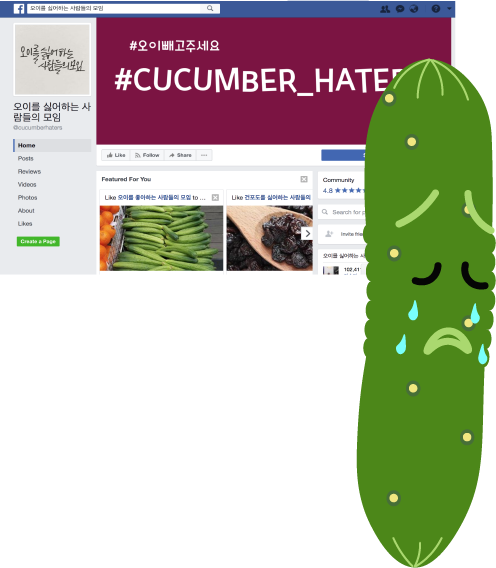 오이를 싫어하는 사람들의 모임
오이를 싫어하는
사람들의모임
#오이빼고주세요
#CUCUMBER_HATE
오이를 싫어하는 사
람들의 모임
@cucumberhaters
Home
Posts
Reviews
Videos
Photos
About
Likes
Create a Page
Like
Follow
Share
Featured For You
Like 오이를 좋아하는 사람들의 모임 to ...
Like 건포도를 싫어하는 사람들의
Community
4.8 ★★★★
Search for p
Invite frie
오이를 싫어하는
102,41